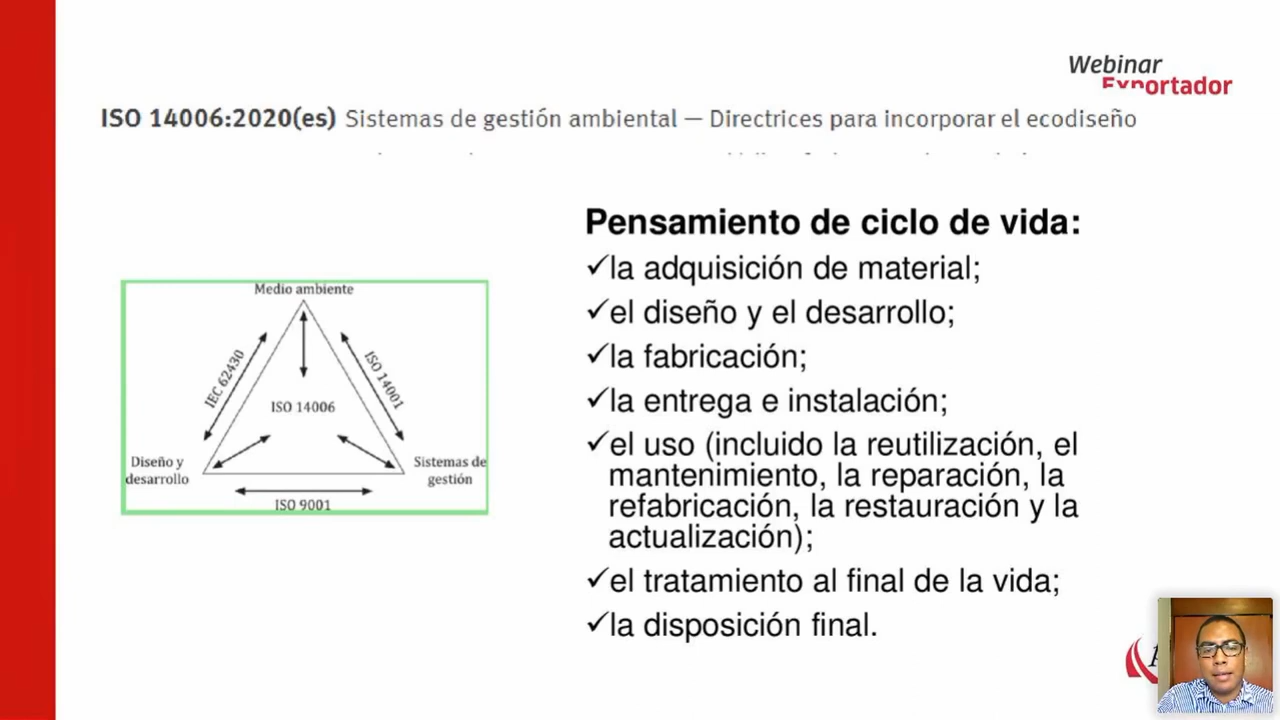 Webinar
Exportador
ISO 14006:2020(es) Sistemas de gestión ambiental — Directrices para incorporar el ecodiseño
Pensamiento de ciclo de vida:
✓la adquisición de material;
✓el diseño y el desarrollo;
✓la fabricación;
✓la entrega e instalación;
✓el uso (incluido la reutilización, el
mantenimiento, la reparación, la
refabricación, la restauración y la
actualización);
✓el tratamiento al final de la vida;
✓la disposición final.
Medio ambiente
IEC 62430
ISO 14001
ISO 14006
Diseño y
desarrollo
Sistemas de
gestión
ISO 9001